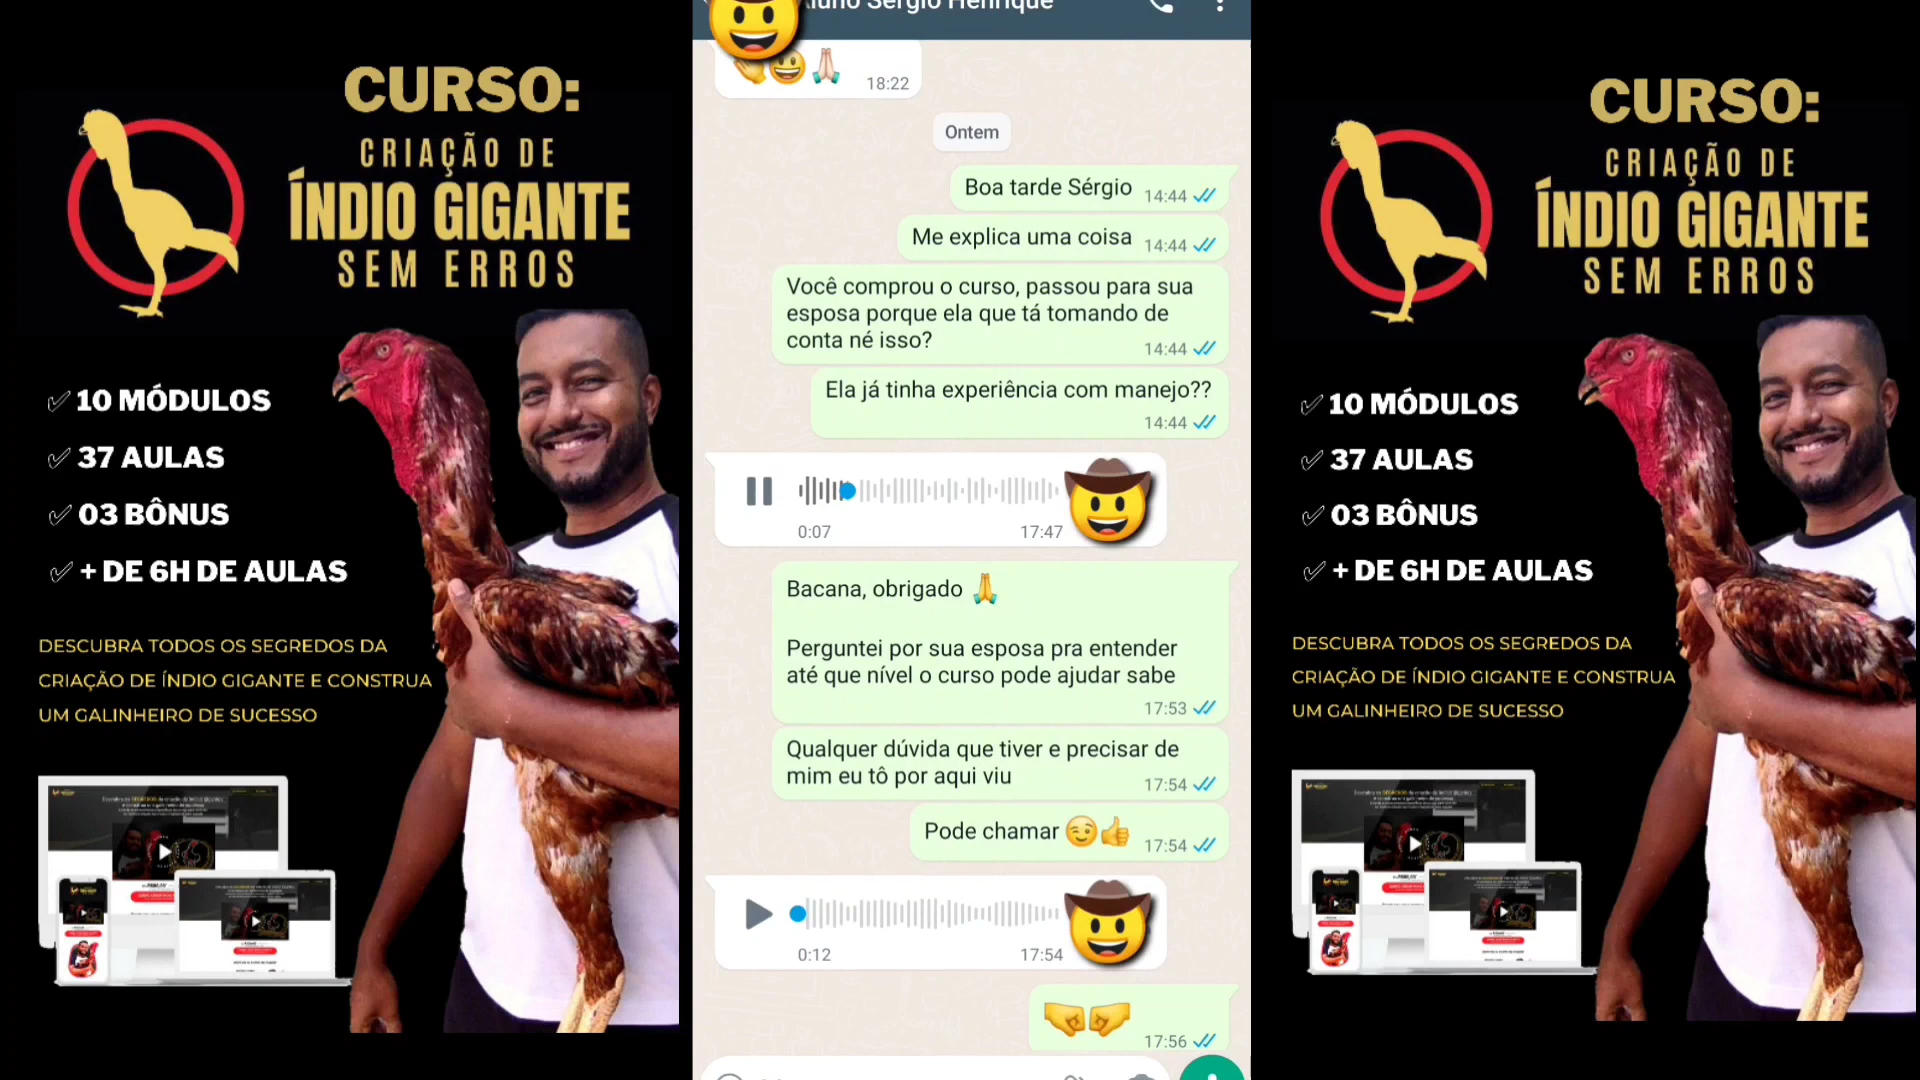 CURSO:
CRIAÇÃO DE
ÍNDIO GIGANTE
SEM ERROS
10 MÓDULOS
37 AULAS
03 BÔNUS
+ DE 6H DE AULAS
DESCUBRA TODOS OS SEGREDOS DA
CRIAÇÃO DE ÍNDIO GIGANTE E CONSTRUA
UM GALINHEIRO DE SUCESSO
Aluno Sérgio Henrique
18:22
Ontem
Boa tarde Sérgio 14:44
Me explica uma coisa 14:44
Você comprou o curso, passou para sua
esposa porque ela que tá tomando de
conta né isso? 14:44
Ela já tinha experiência com manejo??
14:44
0:07 17:47
Bacana, obrigado 🙏
Perguntei por sua esposa pra entender
até que nível o curso pode ajudar sabe
17:53
Qualquer dúvida que tiver e precisar de
mim eu tô por aqui viu 17:54
Pode chamar 😉👍 17:54
0:12 17:54
17:56
CURSO:
CRIAÇÃO DE
ÍNDIO GIGANTE
SEM ERROS
10 MÓDULOS
37 AULAS
03 BÔNUS
+ DE 6H DE AULAS
DESCUBRA TODOS OS SEGREDOS DA
CRIAÇÃO DE ÍNDIO GIGANTE E CONSTRUA
UM GALINHEIRO DE SUCESSO